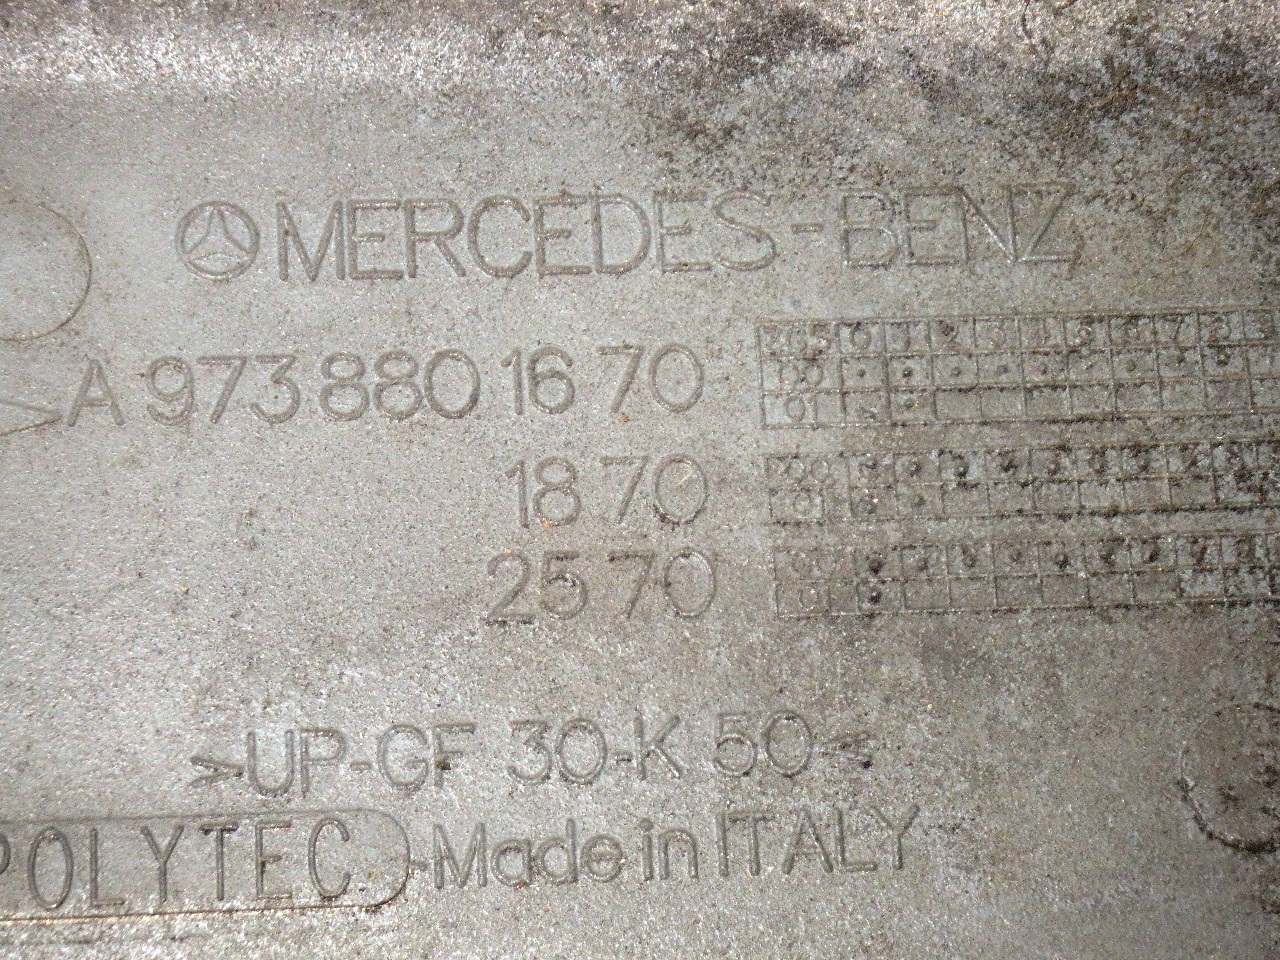 MERCEDES-BENZ
A 973 880 16 70
18 70
25 70
>UP-GF 30-K 50<
POLYTEC Made in ITALY